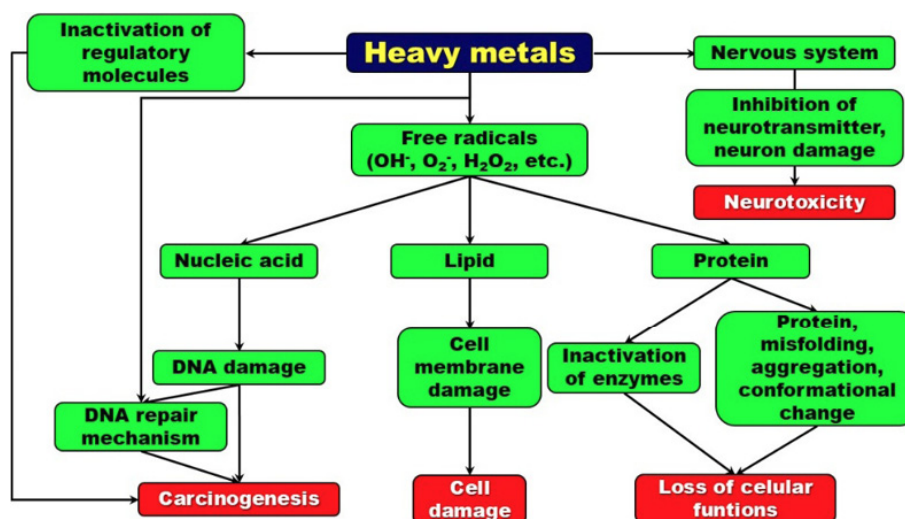 Inactivation of
regulatory
molecules
Heavy metals
Nervous system
Inhibition of
neurotransmitter,
neuron damage
Neurotoxicity
Free radicals
(OH⁻, O₂⁻, H₂O₂, etc.)
Nucleic acid
Lipid
Protein
DNA damage
Cell
membrane
damage
Inactivation
of enzymes
Protein,
misfolding,
aggregation,
conformational
change
DNA repair
mechanism
Carcinogenesis
Cell
damage
Loss of celular
funtions